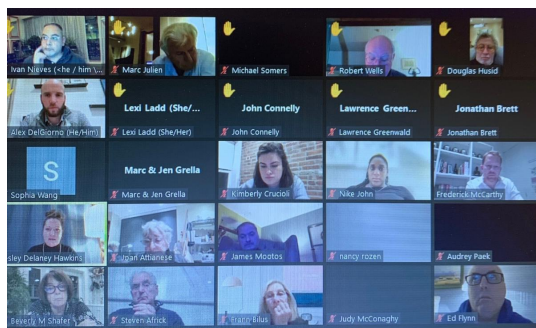 Ivan Nieves (<he / him \...
Marc Julien
Michael Somers
Robert Wells
Douglas Husid
Alex DelGiorno (He/Him)
Lexi Ladd (She/...
Lexi Ladd (She/Her)
John Connelly
John Connelly
Lawrence Green...
Lawrence Greenwald
Jonathan Brett
Jonathan Brett
S
Sophia Wang
Marc & Jen Grella
Marc & Jen Grella
Kimberly Crucioli
Nike John
Frederick McCarthy
sley Delaney Hawkins
Joan Attianese
James Mootos
nancy rozen
Audrey Paek
Beverly M Shafer
Steven Africk
Bilus
Judy McConaghy
Ed Flynn